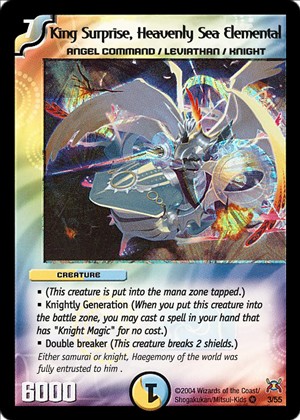 7
King Surprise, Heavenly Sea Elemental
ANGEL COMMAND / LEVIATHAN / KNIGHT
CREATURE
▪ (This creature is put into the mana zone tapped.)
▪ Knightly Generation (When you put this creature into
the battle zone, you may cast a spell in your hand that
has "Knight Magic" for no cost.)
▪ Double breaker (This creature breaks 2 shields.)
Either samurai or knight, Haegemony of the world was
fully entrusted to him .
6000
1
©2004 Wizards of the Coast/
Shogakukan/Mitsui-Kids
3/55